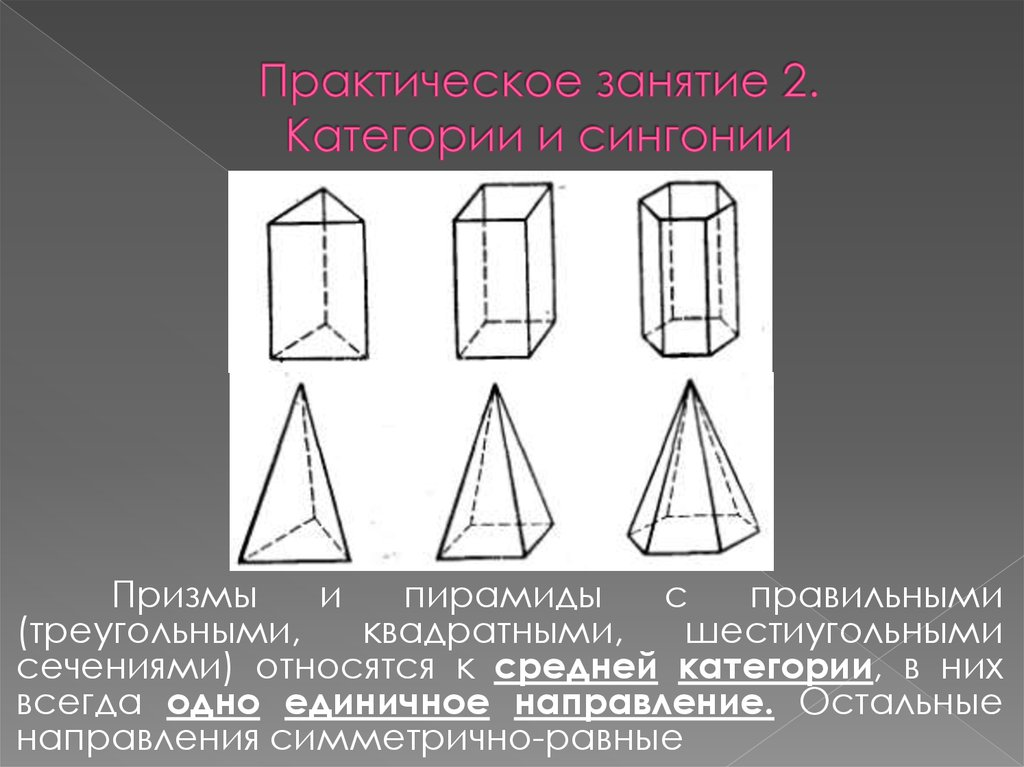 Практическое занятие 2.
Категории и сингонии
Призмы и пирамиды с правильными
(треугольными, квадратными, шестиугольными
сечениями) относятся к средней категории, в них
всегда одно единичное направление. Остальные
направления симметрично-равные